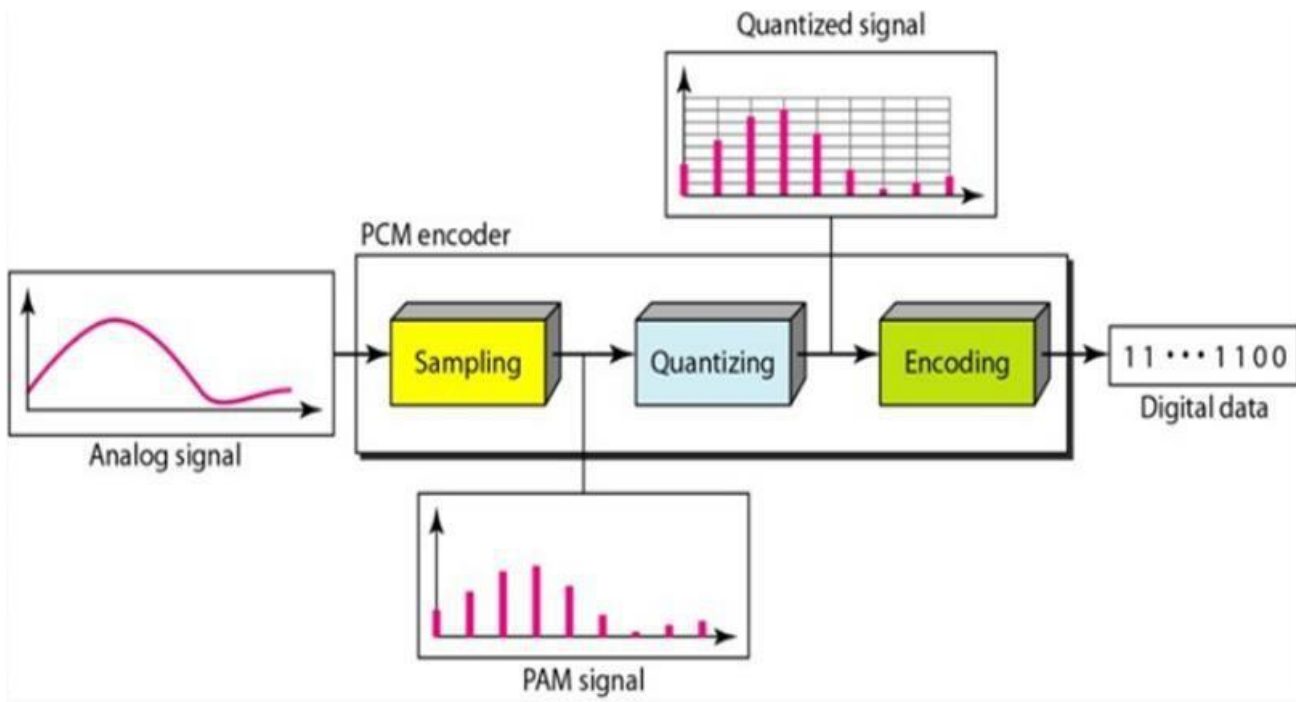 Quantized signal
PCM encoder
Sampling
Quantizing
Encoding
11 ··· 1100
Digital data
Analog signal
PAM signal